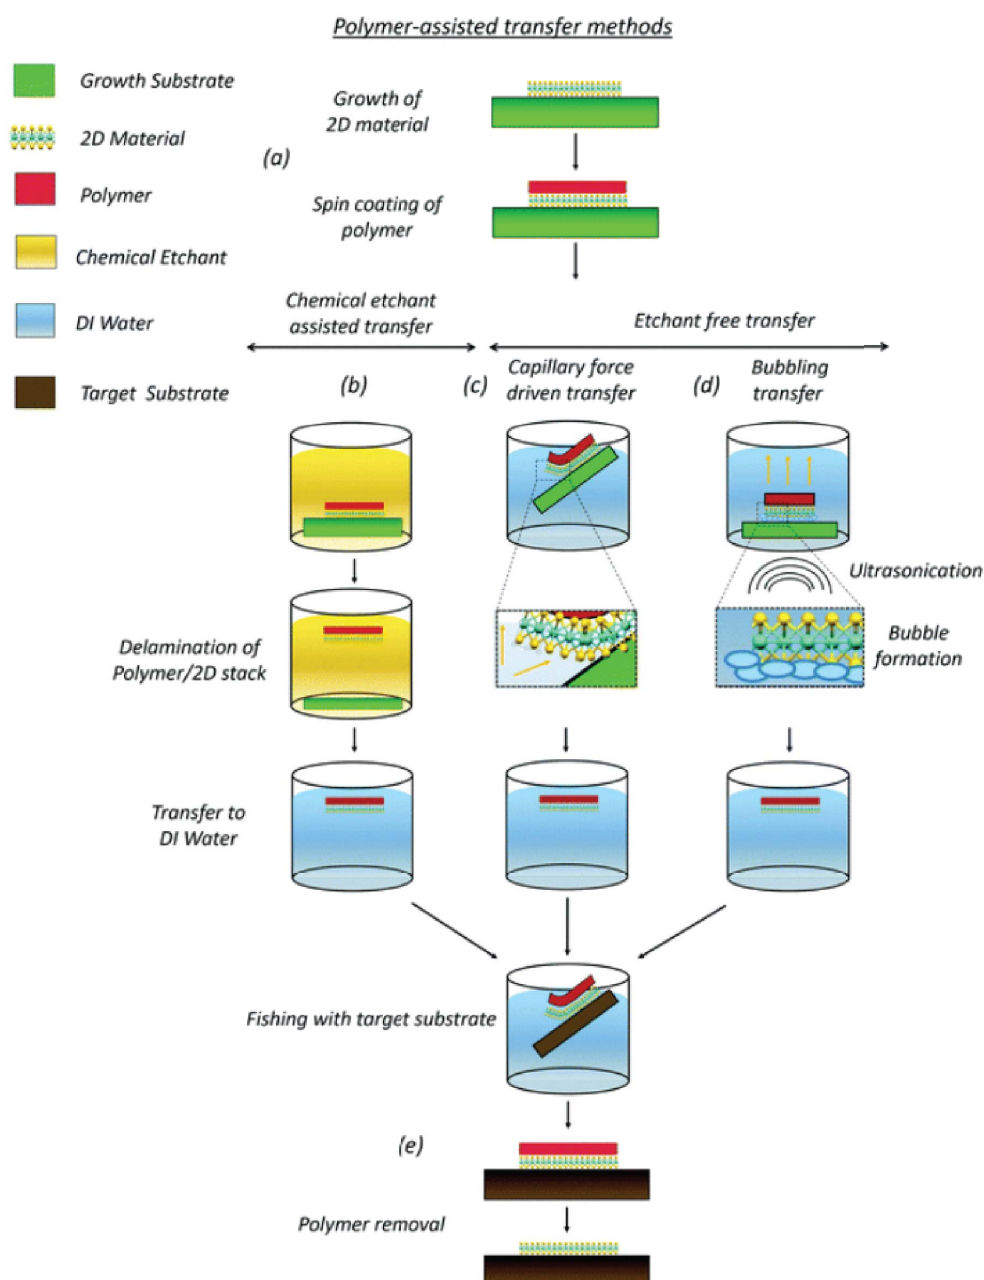 Polymer-assisted transfer methods
Growth Substrate
2D Material
Polymer
Chemical Etchant
DI Water
Target Substrate
Growth of
2D material
(a)
Spin coating of
polymer
Chemical etchant
assisted transfer
Etchant free transfer
(b)
(c)
Capillary force
driven transfer
(d)
Bubbling
transfer
Ultrasonication
Delamination of
Polymer/2D stack
Bubble
formation
Transfer to
DI Water
Fishing with target substrate
(e)
Polymer removal